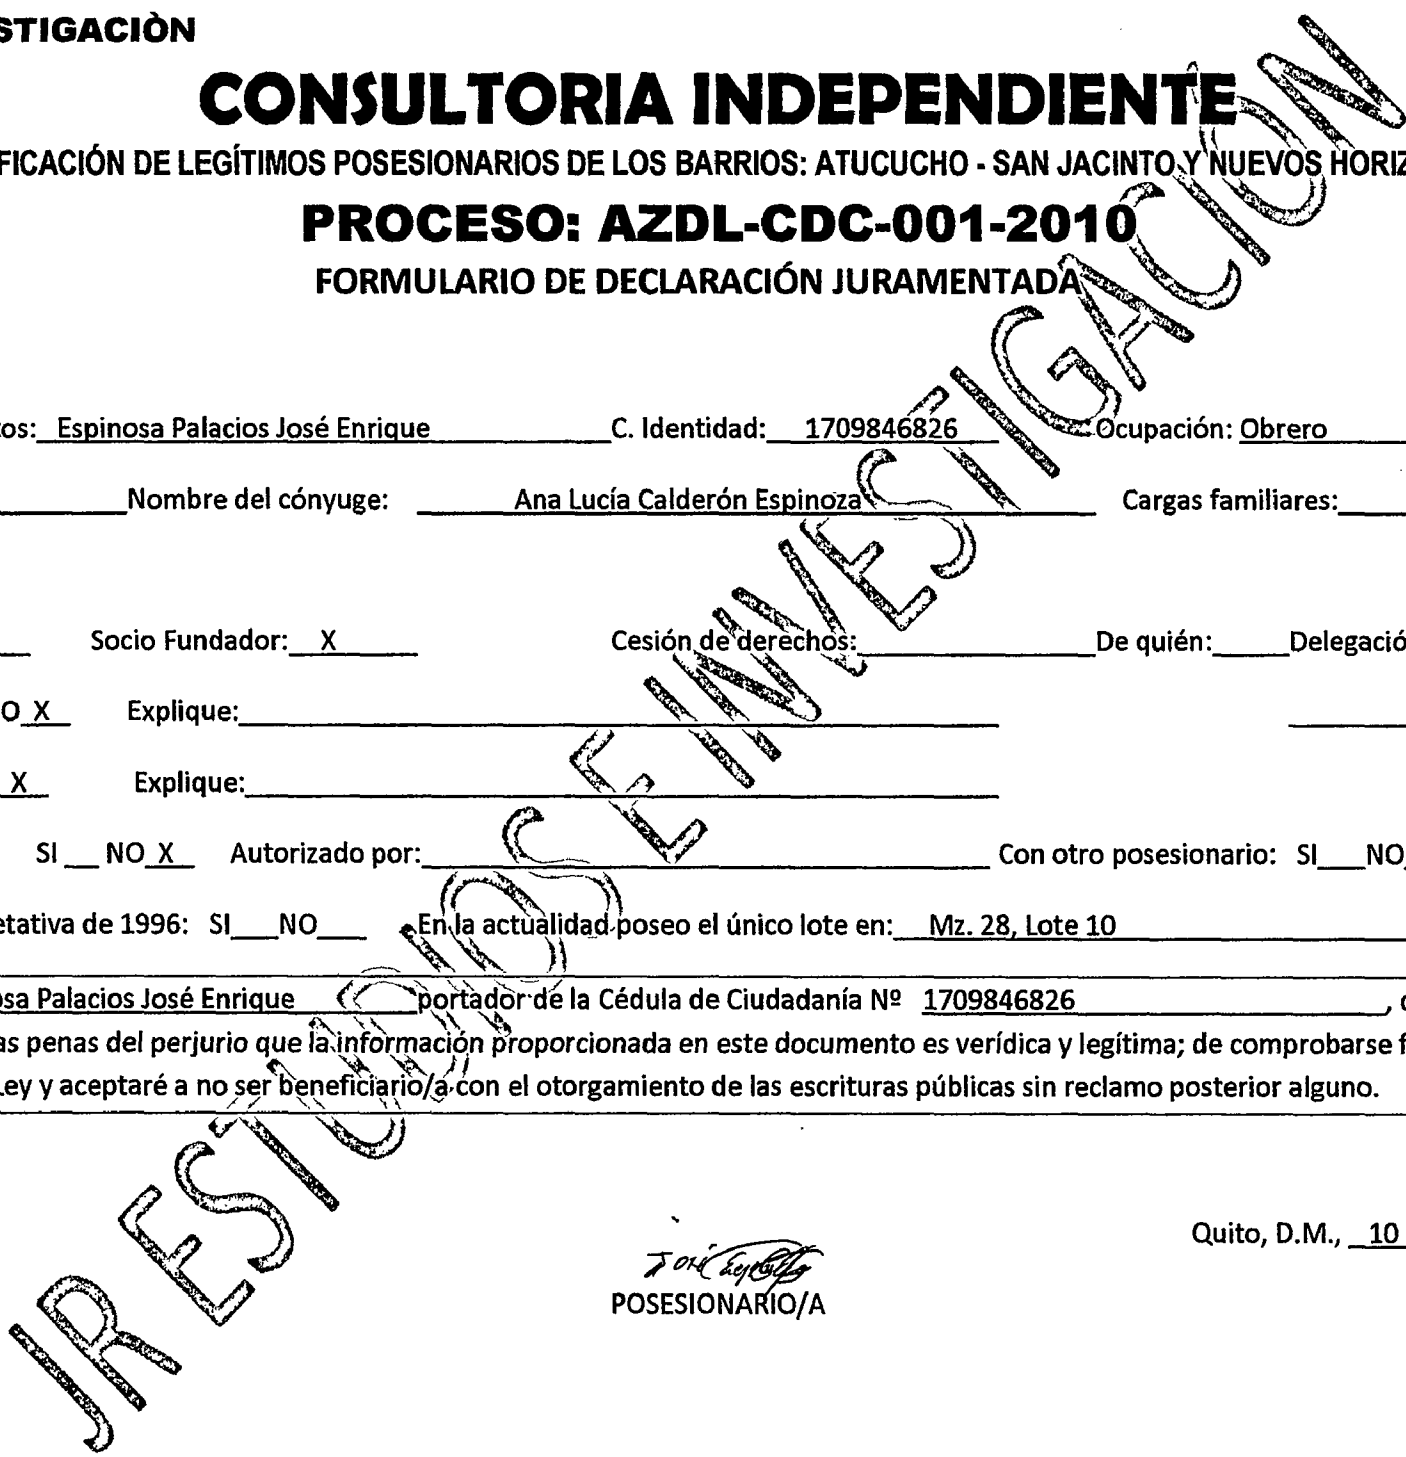 STIGACIÒN
CONSULTORIA INDEPENDIENTE
FICACIÓN DE LEGÍTIMOS POSESIONARIOS DE LOS BARRIOS: ATUCUCHO - SAN JACINTO Y NUEVOS HORIZ
PROCESO: AZDL-CDC-001-2010
FORMULARIO DE DECLARACIÓN JURAMENTADA
tos: Espinosa Palacios José Enrique C. Identidad: 1709846826 Ocupación: Obrero
Nombre del cónyuge: Ana Lucía Calderón Espinoza Cargas familiares:
Socio Fundador: X Cesión de derechos: De quién: Delegació
O X Explique:
X Explique:
SI NO X Autorizado por: Con otro posesionario: SI NO
etativa de 1996: SI NO En la actualidad poseo el único lote en: Mz. 28, Lote 10
osa Palacios José Enrique portador de la Cédula de Ciudadanía Nº 1709846826 ,
as penas del perjurio que la información proporcionada en este documento es verídica y legítima; de comprobarse f
Ley y aceptaré a no ser beneficiario/a con el otorgamiento de las escrituras públicas sin reclamo posterior alguno.
Quito, D.M., 10
José
POSESIONARIO/A
JR ESTUDIOS E INVESTIGACION